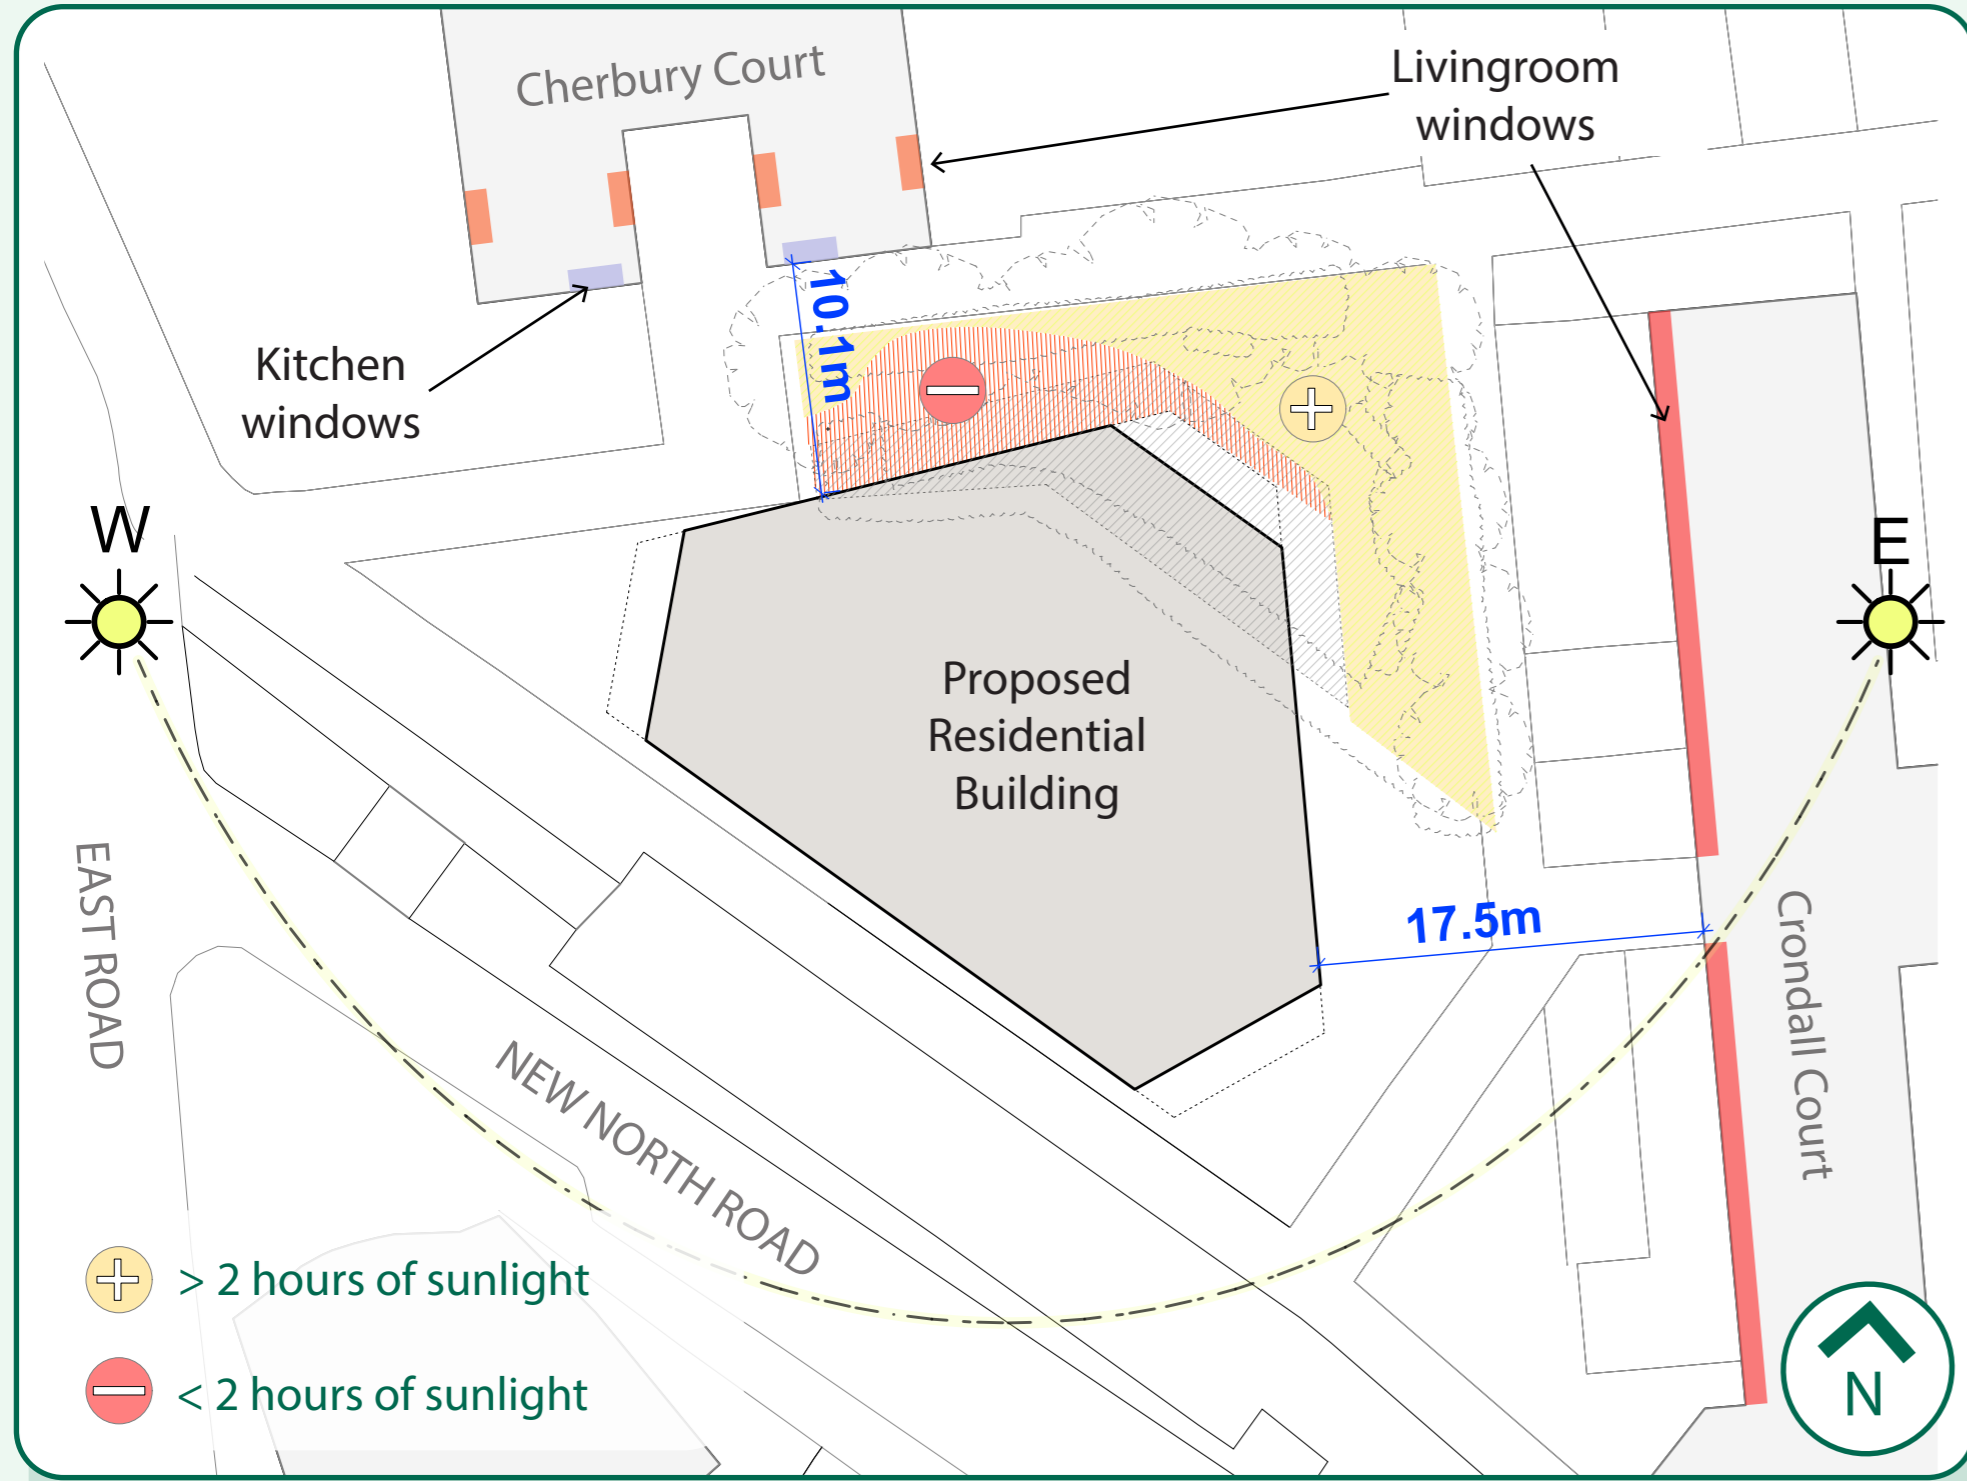 Cherbury Court
Livingroom
windows
10.1m
Kitchen
windows
W
E
Proposed
Residential
Building
EAST ROAD
17.5m
Crondall Court
NEW NORTH ROAD
> 2 hours of sunlight
< 2 hours of sunlight
N